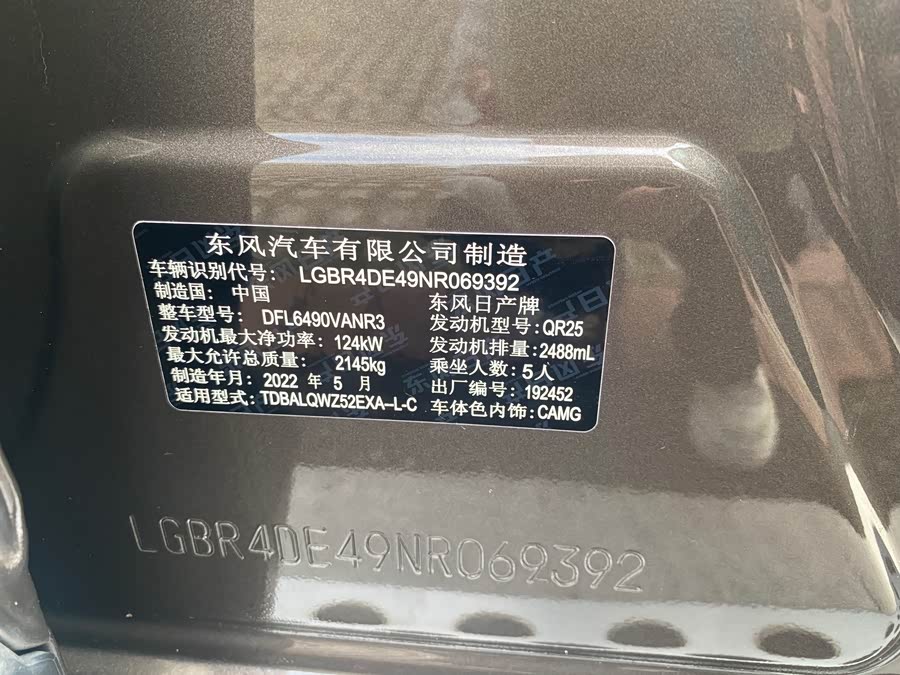 东风汽车有限公司制造
车辆识别代号: LGBR4DE49NR069392
制造国: 中国 东风日产牌
整车型号: DFL6490VANR3 发动机型号: QR25
发动机最大净功率: 124kW 发动机排量: 2488mL
最大允许总质量: 2145kg 乘坐人数: 5人
制造年月: 2022 年 5 月 出厂编号: 192452
适用型式: TDBALQWZ52EXA-L-C 车体色内饰: CAMG
LGBR4DE49NR069392